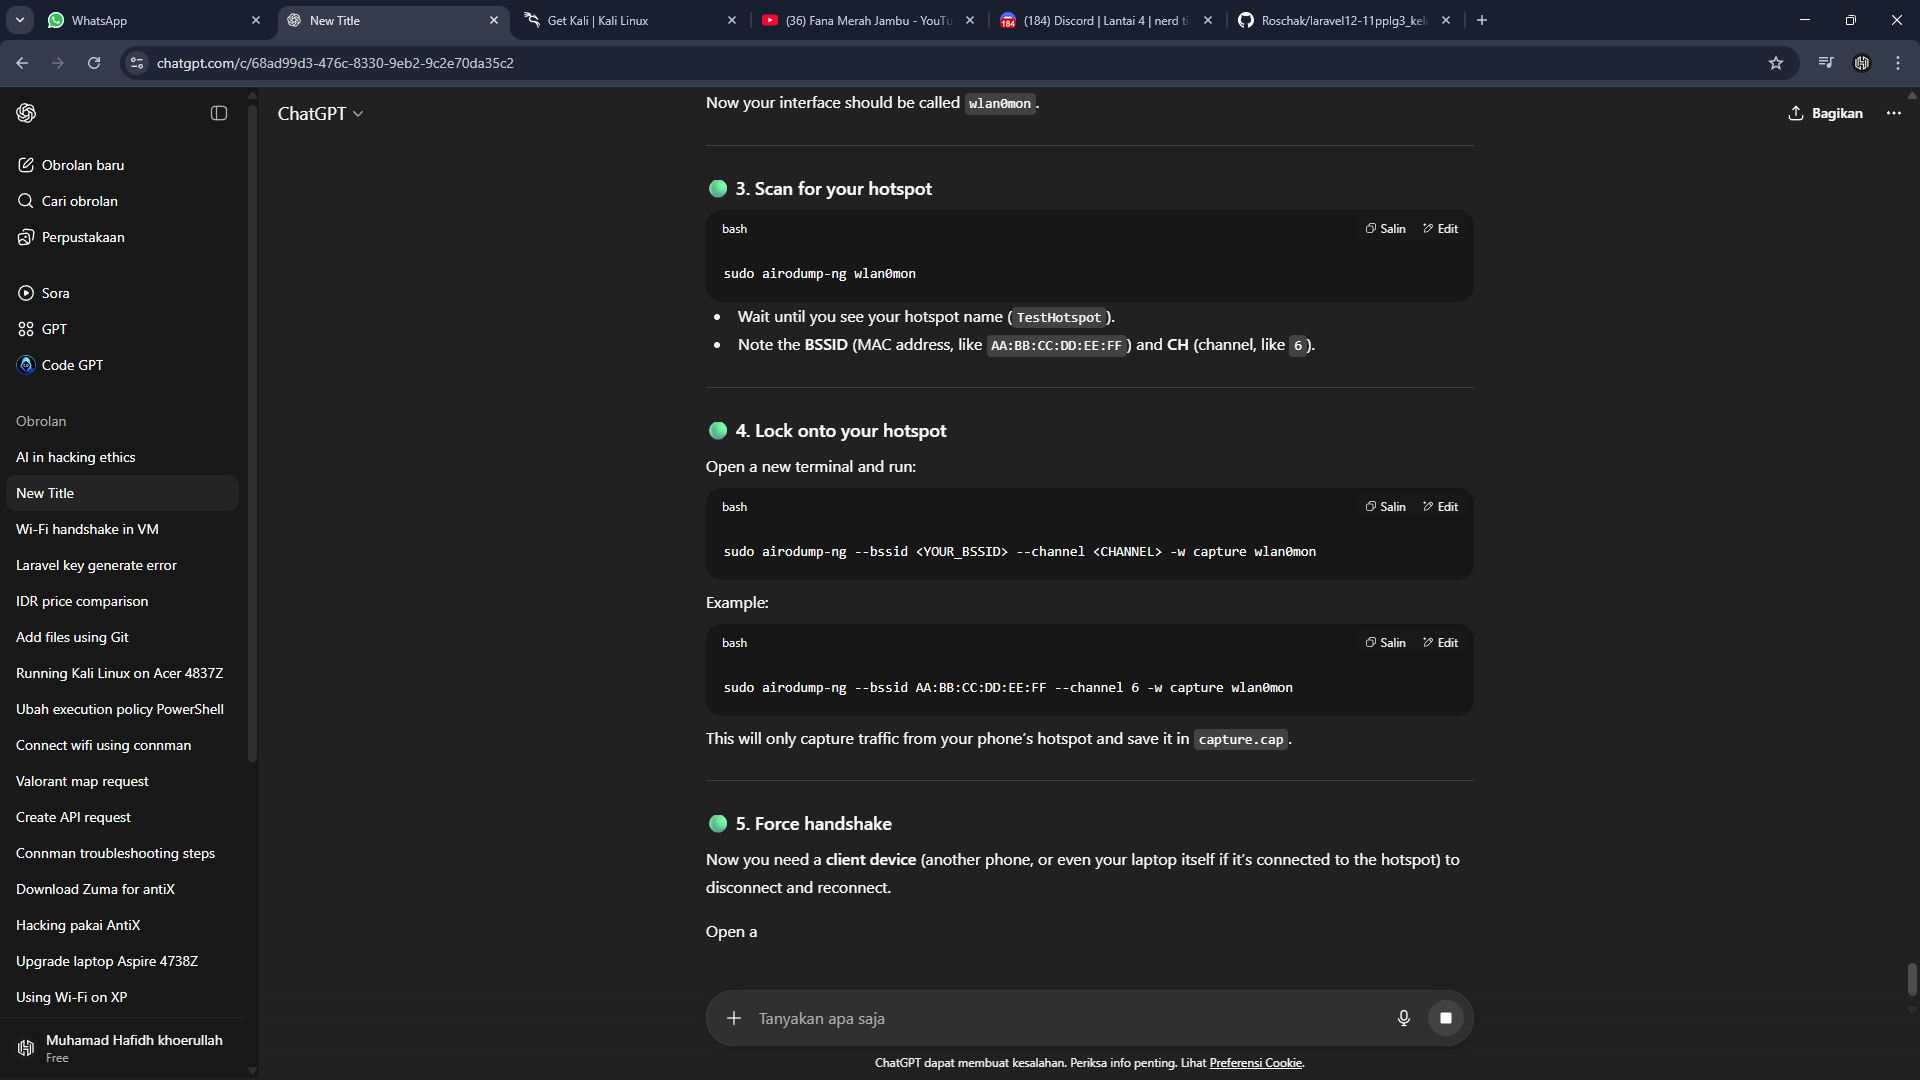 WhatsApp
New Title
Get Kali | Kali Linux
(36) Fana Merah Jambu - YouTu
(184) Discord | Lantai 4 | nerd ti
Roschak/laravel12-11pplg3_kel
chatgpt.com/c/68ad99d3-476c-8330-9eb2-9c2e70da35c2
ChatGPT
Bagikan
Obrolan baru
Cari obrolan
Perpustakaan
Sora
GPT
Code GPT
Obrolan
AI in hacking ethics
New Title
Wi-Fi handshake in VM
Laravel key generate error
IDR price comparison
Add files using Git
Running Kali Linux on Acer 4837Z
Ubah execution policy PowerShell
Connect wifi using connman
Valorant map request
Create API request
Connman troubleshooting steps
Download Zuma for antiX
Hacking pakai AntiX
Upgrade laptop Aspire 4738Z
Using Wi-Fi on XP
Muhamad Hafidh khoerullah
Free
Now your interface should be called wlan0mon.
3. Scan for your hotspot
bash
Salin
Edit
sudo airodump-ng wlan0mon
• Wait until you see your hotspot name (TestHotspot).
• Note the BSSID (MAC address, like AA:BB:CC:DD:EE:FF) and CH (channel, like 6).
4. Lock onto your hotspot
Open a new terminal and run:
bash
Salin
Edit
sudo airodump-ng --bssid <YOUR_BSSID> --channel <CHANNEL> -w capture wlan0mon
Example:
bash
Salin
Edit
sudo airodump-ng --bssid AA:BB:CC:DD:EE:FF --channel 6 -w capture wlan0mon
This will only capture traffic from your phone's hotspot and save it in capture.cap.
5. Force handshake
Now you need a client device (another phone, or even your laptop itself if it's connected to the hotspot) to
disconnect and reconnect.
Open a
Tanyakan apa saja
ChatGPT dapat membuat kesalahan. Periksa info penting. Lihat Preferensi Cookie.